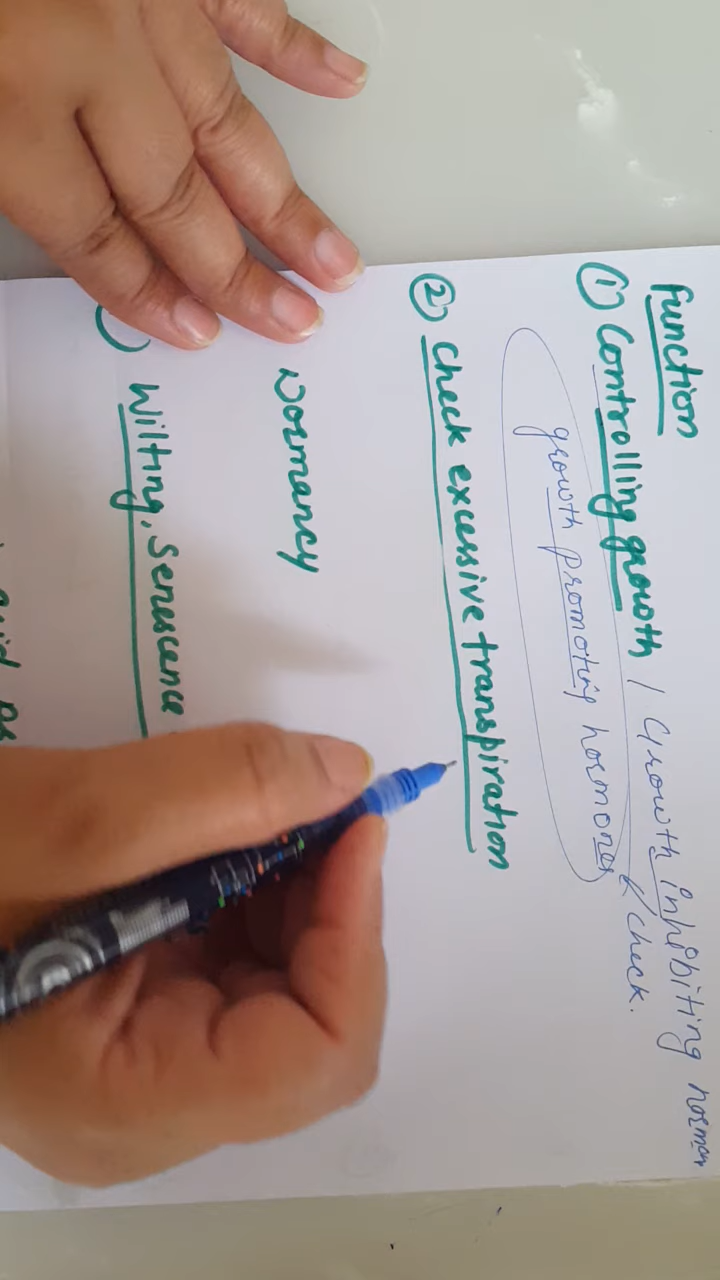 Function
① Controlling growth / Growth inhibiting hormon
growth promoting hormones check.
② Check excessive transpiration
Dormancy
Wilting, Senescence